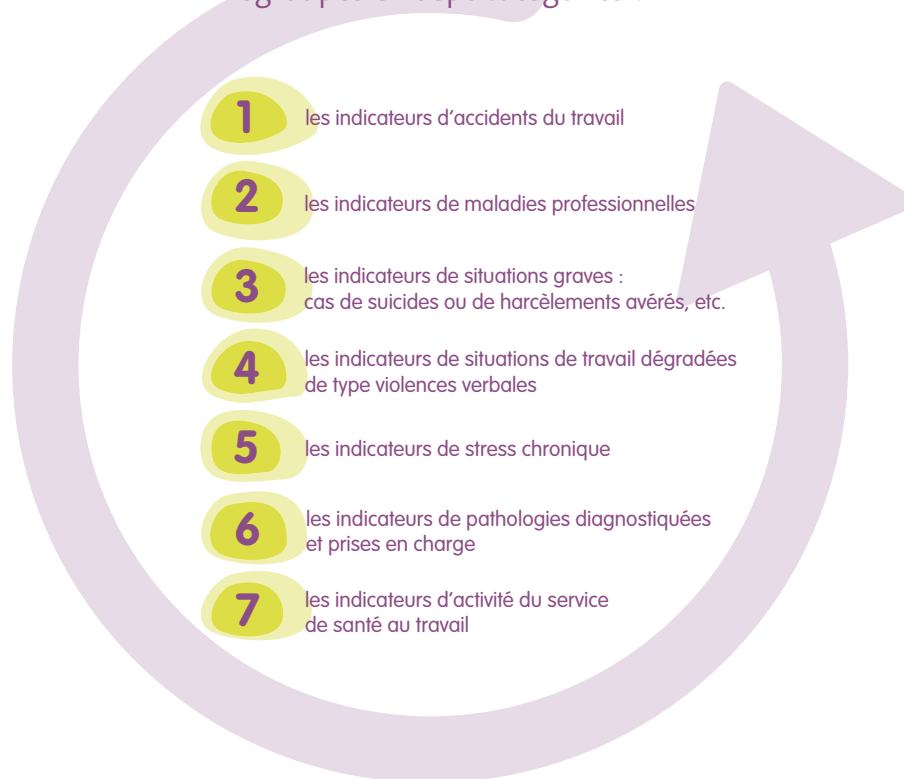 1 les indicateurs d'accidents du travail
2 les indicateurs de maladies professionnelles
3 les indicateurs de situations graves :
cas de suicides ou de harcèlements avérés, etc.
4 les indicateurs de situations de travail dégradées
de type violences verbales
5 les indicateurs de stress chronique
6 les indicateurs de pathologies diagnostiquées
et prises en charge
7 les indicateurs d'activité du service
de santé au travail